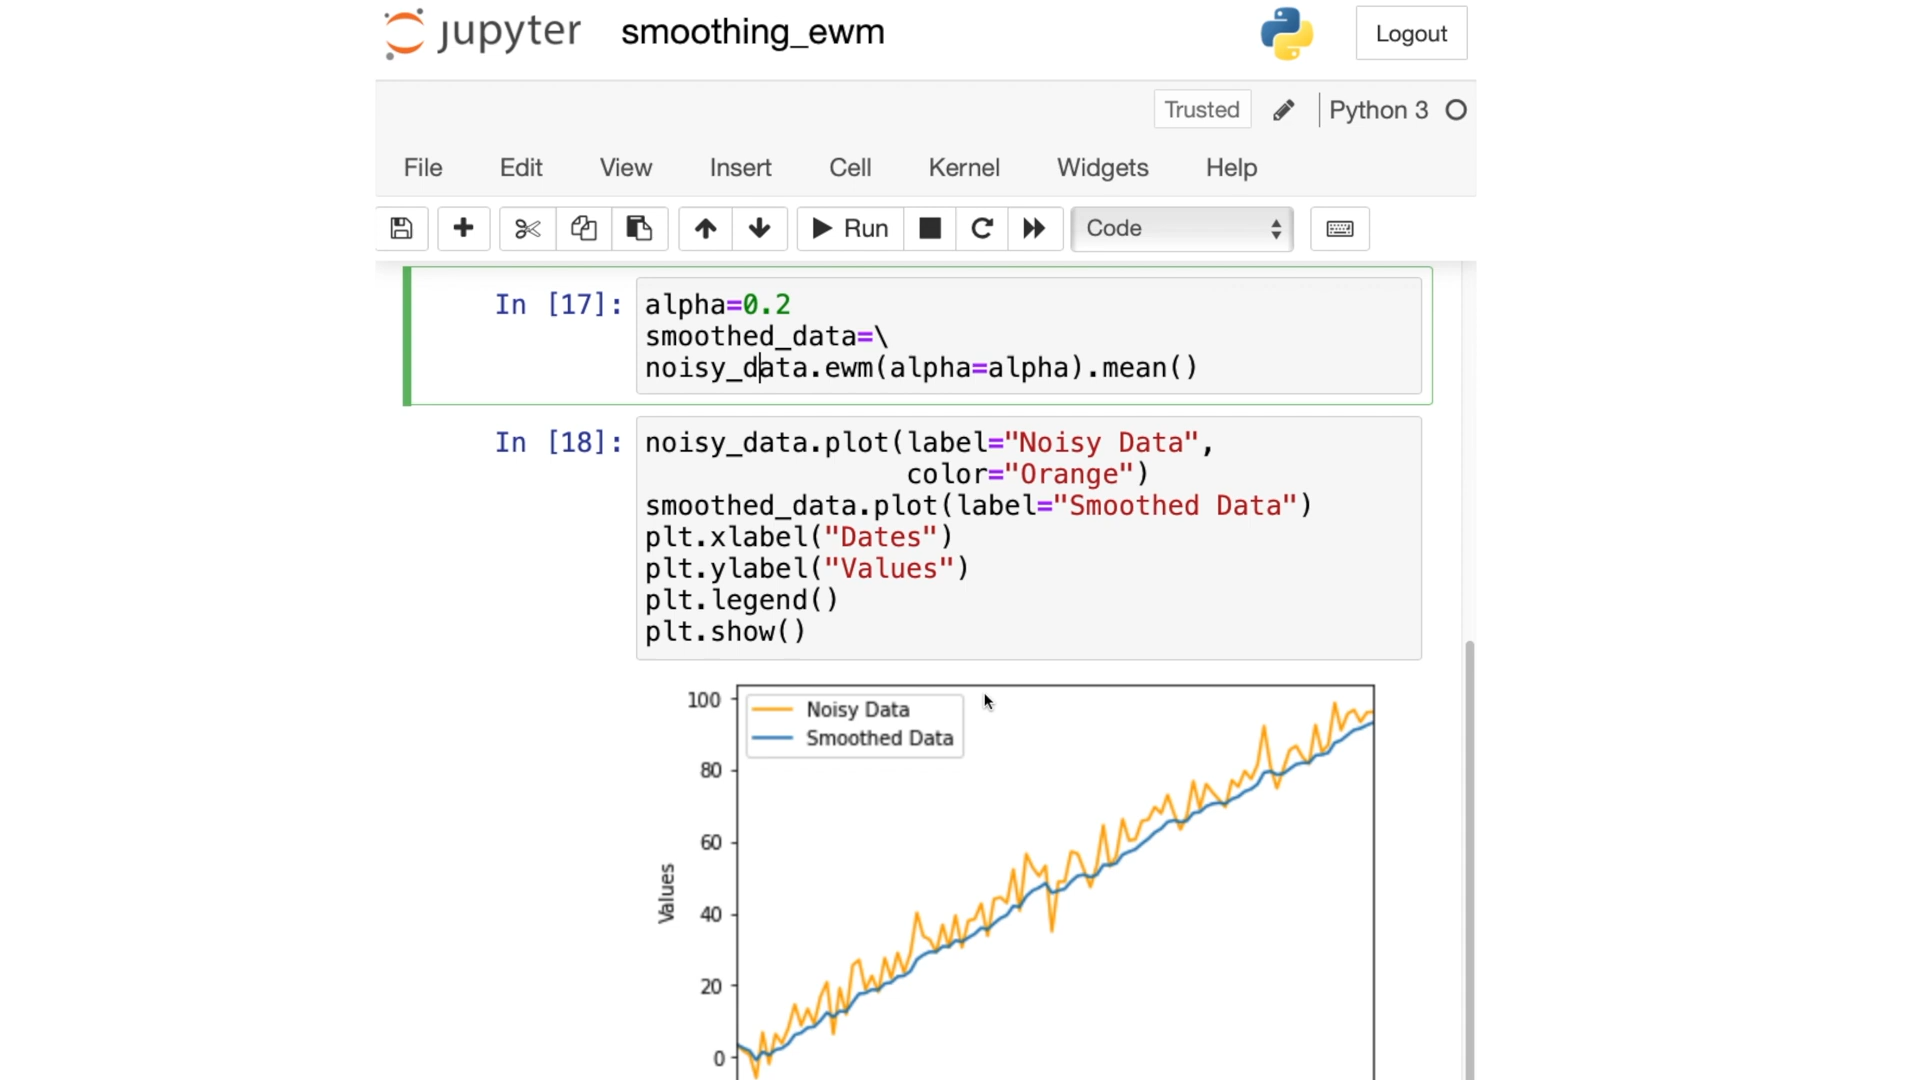 jupyter smoothing_ewm Logout
Trusted Python 3
File Edit View Insert Cell Kernel Widgets Help
Run Code
In [17]: alpha=0.2
smoothed_data=\
noisy_data.ewm(alpha=alpha).mean()
In [18]: noisy_data.plot(label="Noisy Data",
color="Orange")
smoothed_data.plot(label="Smoothed Data")
plt.xlabel("Dates")
plt.ylabel("Values")
plt.legend()
plt.show()
100
Noisy Data
Smoothed Data
80
60
Values
40
20
0